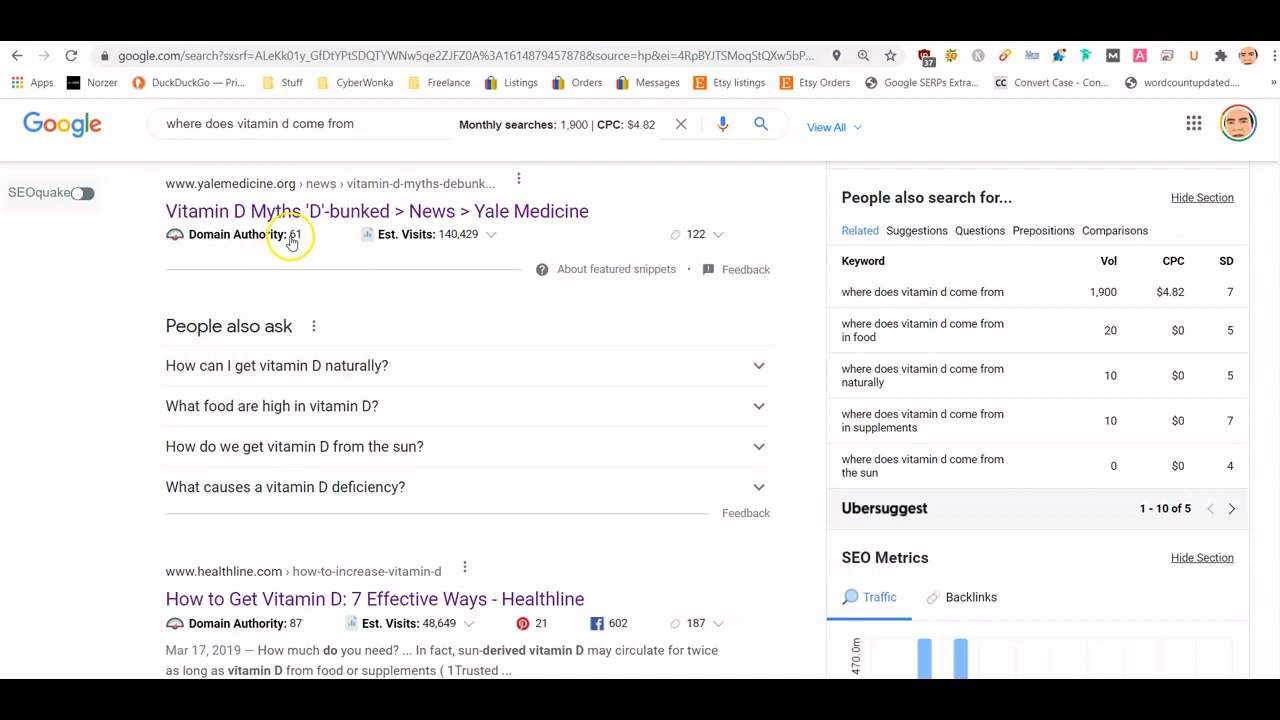 google.com/search?sxsrf=ALeKk01y_GfDtYPtSDQTYWNw5qe2ZJFZ0A%3A1614879457878&source=hp&ei=4RpBYJTSMoqStQXw5bP...
37
Apps Norzer DuckDuckGo — Pri... Stuff CyberWonka Freelance Listings Orders Messages Etsy listings Etsy Orders Google SERPs Extra... CC Convert Case - Con... wordcountupdated.... »
Google where does vitamin d come from Monthly searches: 1,900 | CPC: $4.82 View All
SEOquake
www.yalemedicine.org › news › vitamin-d-myths-debunk...
Vitamin D Myths 'D'-bunked > News > Yale Medicine
Domain Authority: 61 Est. Visits: 140,429 122
About featured snippets • Feedback
People also ask
How can I get vitamin D naturally?
What food are high in vitamin D?
How do we get vitamin D from the sun?
What causes a vitamin D deficiency?
Feedback
www.healthline.com › how-to-increase-vitamin-d
How to Get Vitamin D: 7 Effective Ways - Healthline
Domain Authority: 87 Est. Visits: 48,649 21 602 187
Mar 17, 2019 — How much do you need? ... In fact, sun-derived vitamin D may circulate for twice
as long as vitamin D from food or supplements ( 1Trusted ...
People also search for... Hide Section
Related Suggestions Questions Prepositions Comparisons
Keyword Vol CPC SD
where does vitamin d come from 1,900 $4.82 7
where does vitamin d come from
in food 20 $0 5
where does vitamin d come from
naturally 10 $0 5
where does vitamin d come from
in supplements 10 $0 7
where does vitamin d come from
the sun 0 $0 4
Ubersuggest 1 - 10 of 5
SEO Metrics Hide Section
Traffic Backlinks
470.0m